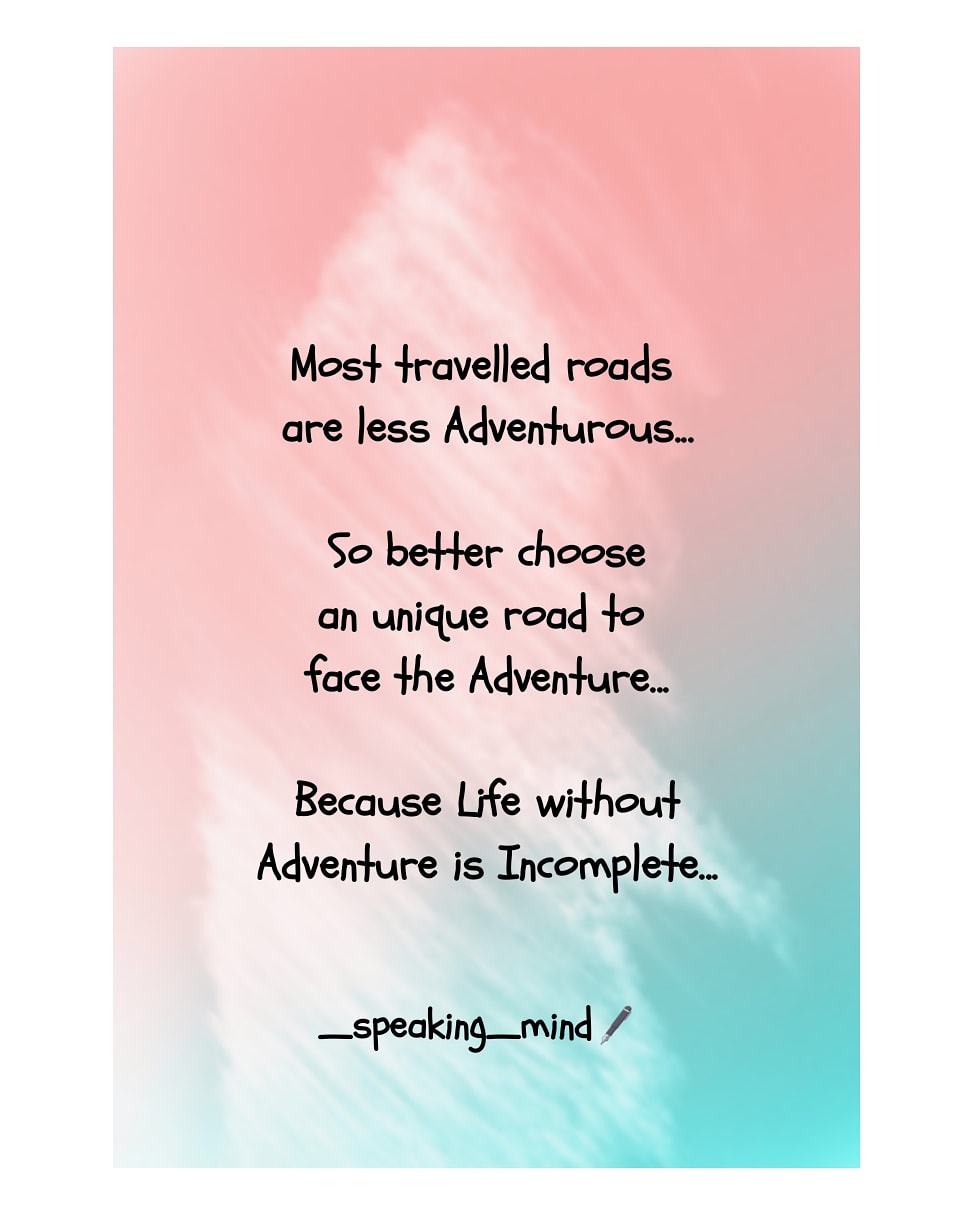 Most travelled roads
are less Adventurous...
So better choose
an unique road to
face the Adventure...
Because Life without
Adventure is Incomplete...
_speaking_mind🖋